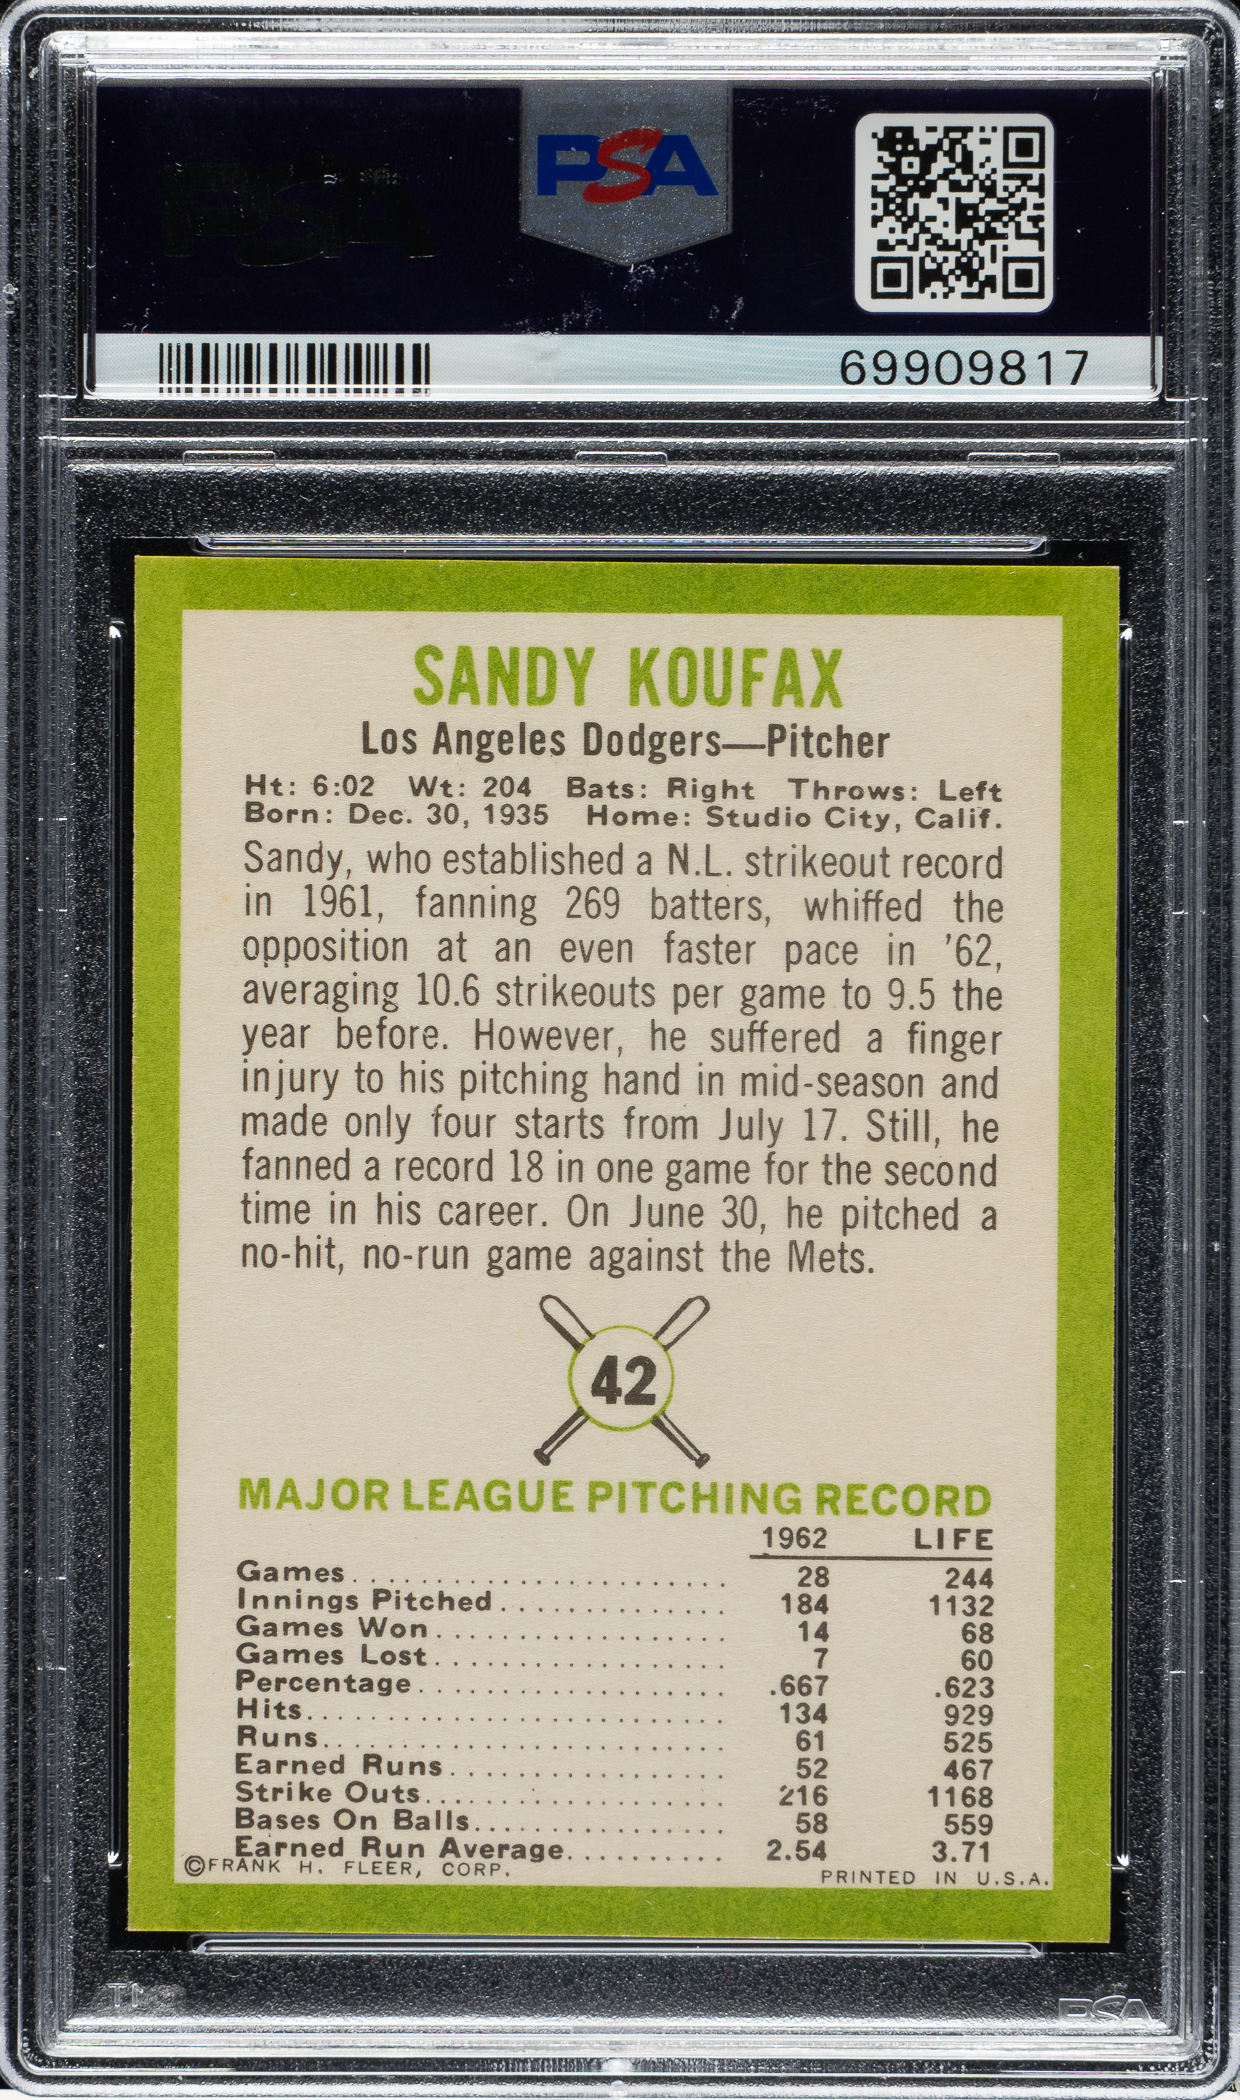 PSA
PSA
69909817
SANDY KOUFAX
Los Angeles Dodgers—Pitcher
Ht: 6:02 Wt: 204 Bats: Right Throws: Left
Born: Dec. 30, 1935 Home: Studio City, Calif.
Sandy, who established a N.L. strikeout record
in 1961, fanning 269 batters, whiffed the
opposition at an even faster pace in '62,
averaging 10.6 strikeouts per game to 9.5 the
year before. However, he suffered a finger
injury to his pitching hand in mid-season and
made only four starts from July 17. Still, he
fanned a record 18 in one game for the second
time in his career. On June 30, he pitched a
no-hit, no-run game against the Mets.
42
MAJOR LEAGUE PITCHING RECORD
1962 LIFE
Games........................ 28 244
Innings Pitched.............. 184 1132
Games Won.................. 14 68
Games Lost.................. 7 60
Percentage................... .667 .623
Hits.......................... 134 929
Runs......................... 61 525
Earned Runs................. 52 467
Strike Outs................... 216 1168
Bases On Balls............... 58 559
Earned Run Average.......... 2.54 3.71
©FRANK H. FLEER, CORP.
PRINTED IN U.S.A.
PSA